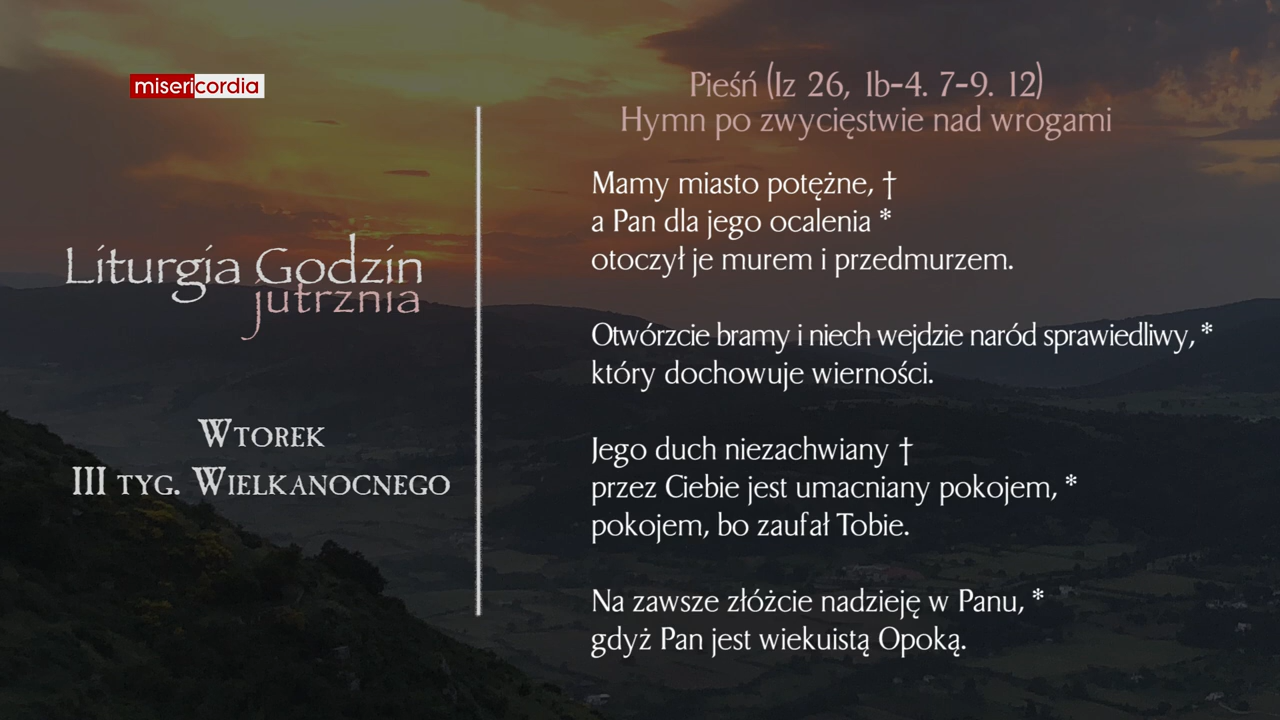 misericordia
Liturgia Godzin
jutrznia
Wtorek
III tyg. Wielkanocnego
Pieśń (Iz 26, 1b-4. 7-9. 12)
Hymn po zwycięstwie nad wrogami
Mamy miasto potężne, †
a Pan dla jego ocalenia *
otoczył je murem i przedmurzem.
Otwórzcie bramy i niech wejdzie naród sprawiedliwy, *
który dochowuje wierności.
Jego duch niezachwiany †
przez Ciebie jest umacniany pokojem, *
pokojem, bo zaufał Tobie.
Na zawsze złóżcie nadzieję w Panu, *
gdyż Pan jest wiekuistą Opoką.